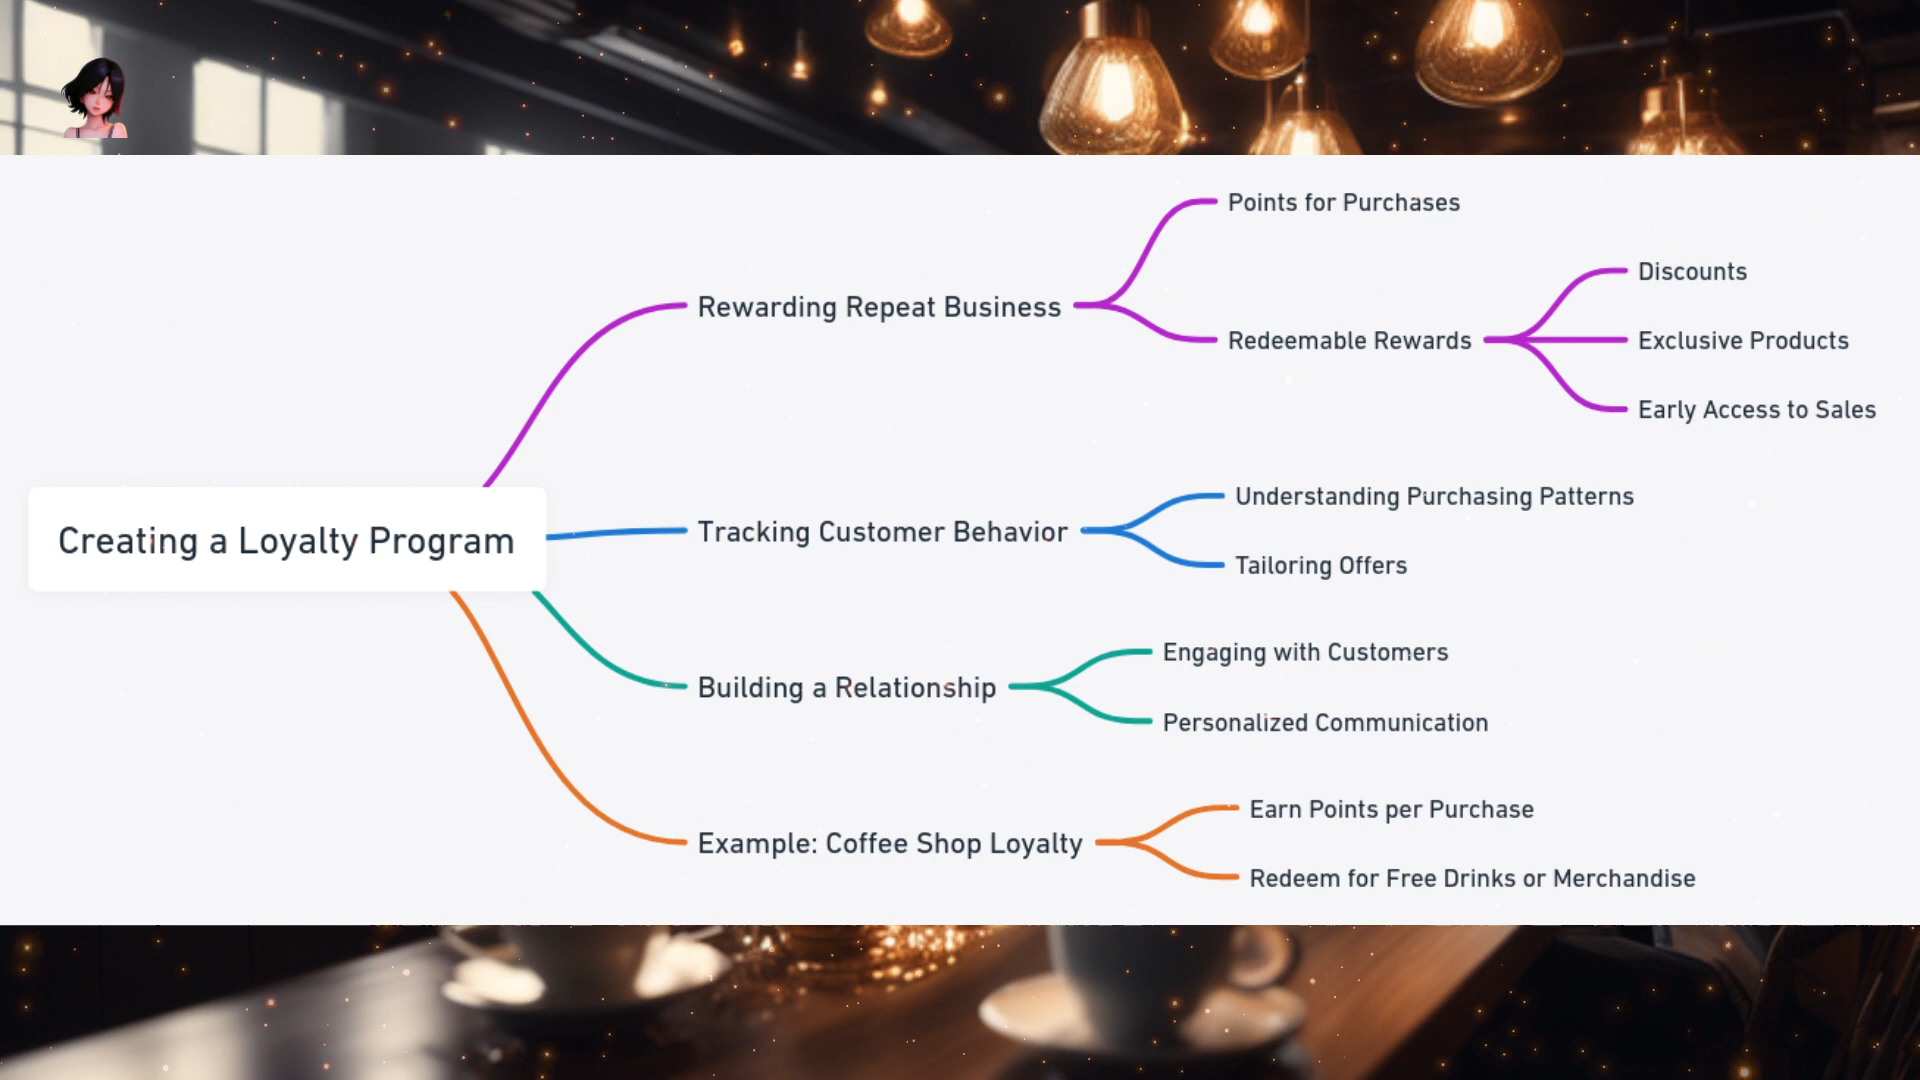 Creating a Loyalty Program
Rewarding Repeat Business
Points for Purchases
Redeemable Rewards
Discounts
Exclusive Products
Early Access to Sales
Tracking Customer Behavior
Understanding Purchasing Patterns
Tailoring Offers
Building a Relationship
Engaging with Customers
Personalized Communication
Example: Coffee Shop Loyalty
Earn Points per Purchase
Redeem for Free Drinks or Merchandise